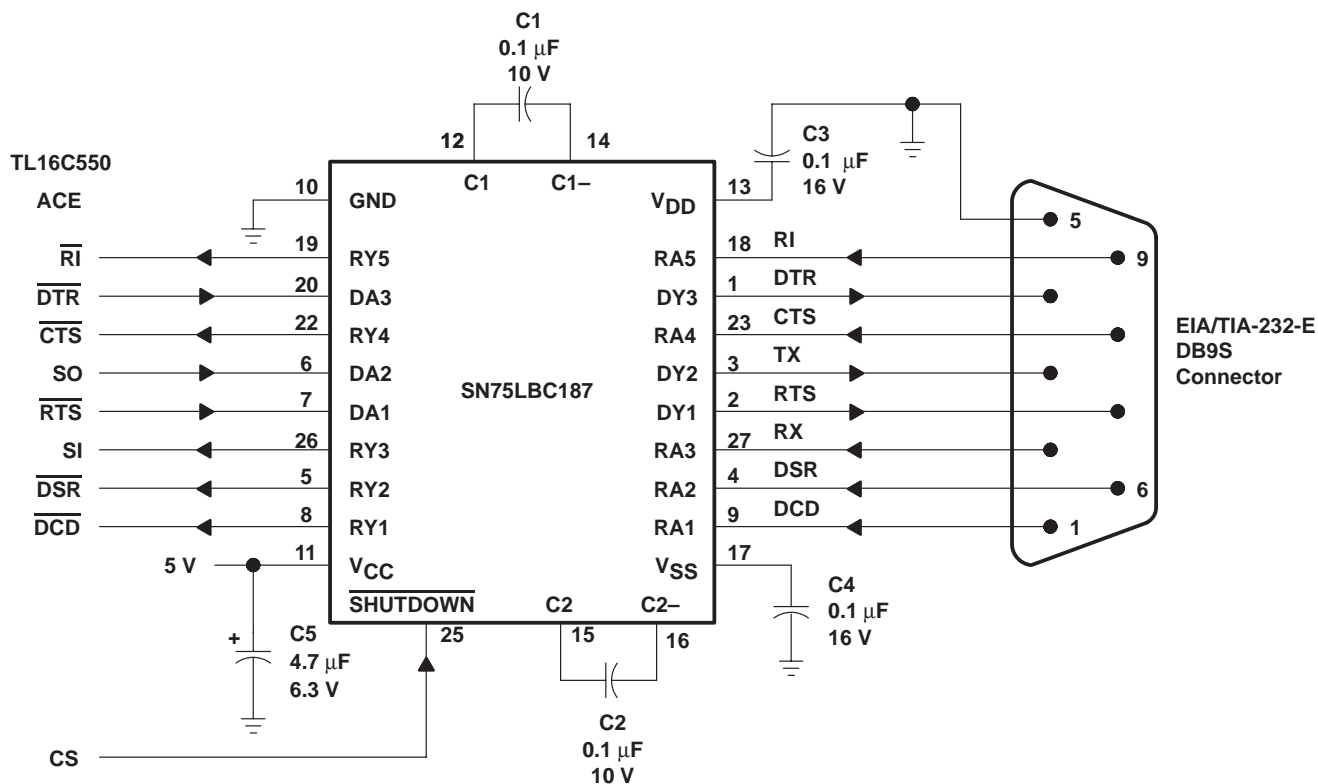 C1
0.1 μF
10 V
12
14
TL16C550
ACE
C3
0.1 μF
16 V
10
GND
C1
C1–
VDD
13
5
RI
19
RY5
RA5
18
RI
9
DTR
20
DA3
DY3
1
DTR
CTS
22
RY4
RA4
23
CTS
SO
6
DA2
SN75LBC187
DY2
3
TX
RTS
7
DA1
DY1
2
RTS
SI
26
RY3
RA3
27
RX
DSR
5
RY2
RA2
4
DSR
6
DCD
8
RY1
RA1
9
DCD
1
EIA/TIA-232-E
DB9S
Connector
5 V
11
VCC
VSS
17
SHUTDOWN
C2
C2–
25
15
16
+
C5
4.7 μF
6.3 V
C4
0.1 μF
16 V
C2
0.1 μF
10 V
CS